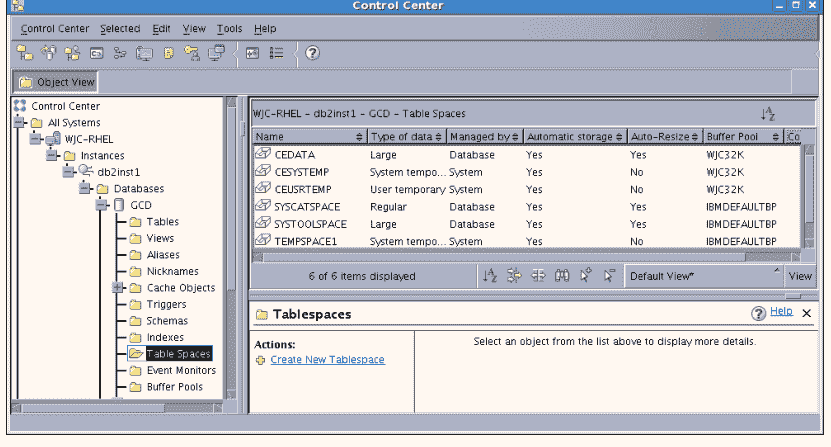 Control Center
Control Center Selected Edit View Tools Help
Object View
Control Center
All Systems
WJC-RHEL
Instances
db2inst1
Databases
GCD
Tables
Views
Aliases
Nicknames
Cache Objects
Triggers
Schemas
Indexes
Table Spaces
Event Monitors
Buffer Pools
WJC-RHEL - db2inst1 - GCD - Table Spaces
Name Type of data Managed by Automatic storage Auto-Resize Buffer Pool Co
CEDATA Large Database Yes Yes WJC32K
CESYSTEMP System tempo... System Yes No WJC32K
CEUSRTEMP User temporary System Yes No WJC32K
SYSCATSPACE Regular Database Yes Yes IBMDEFAULTBP
SYSTOOLSPACE Large Database Yes Yes IBMDEFAULTBP
TEMPSPACE1 System tempo... System Yes No IBMDEFAULTBP
6 of 6 items displayed Default View* View
Tablespaces Help
Actions:
Create New Tablespace
Select an object from the list above to display more details.